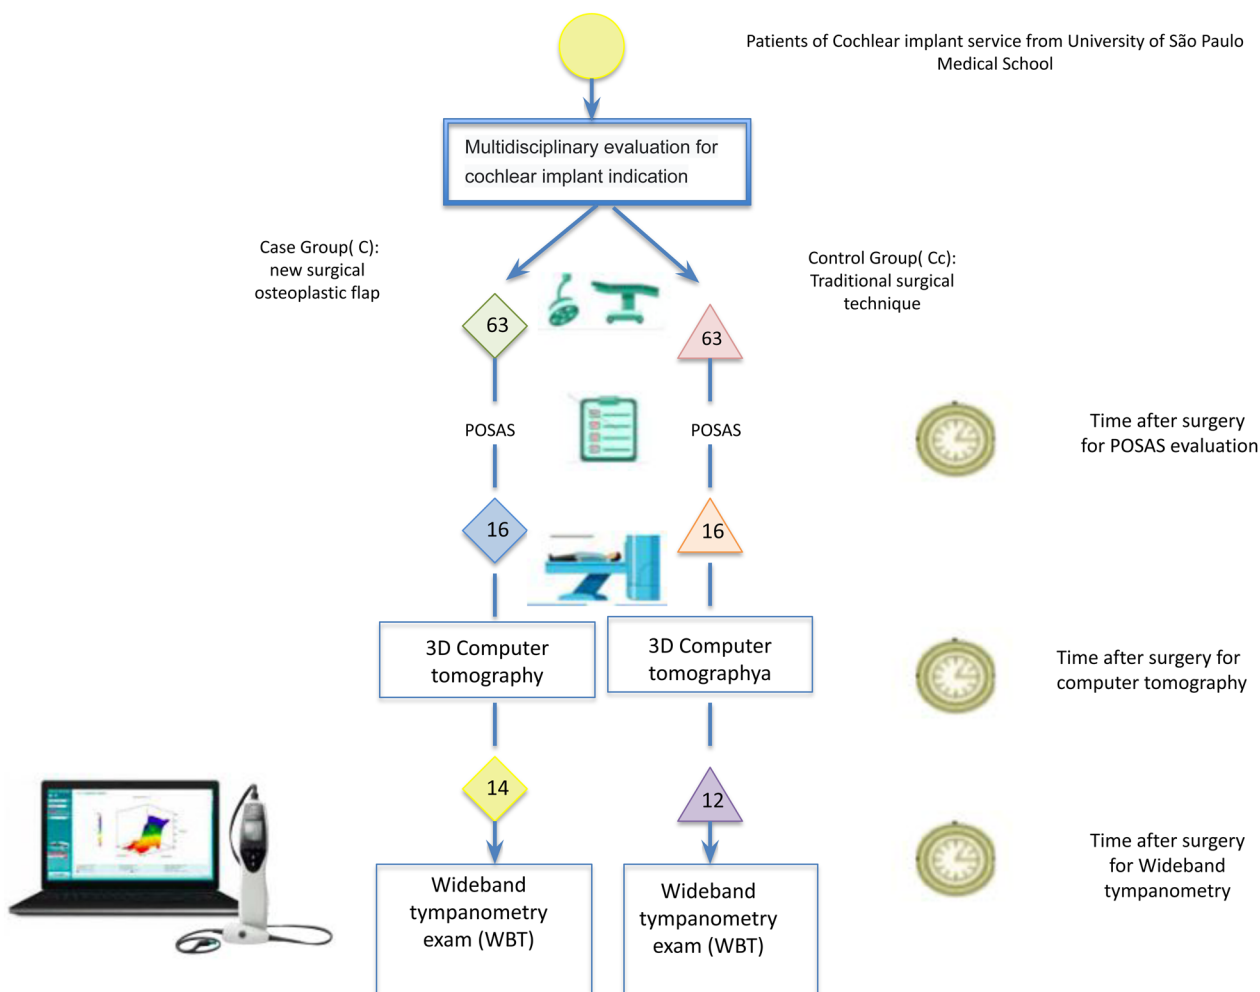 Patients of Cochlear implant service from University of São Paulo
Medical School
Multidisciplinary evaluation for
cochlear implant indication
Case Group( C):
new surgical
osteoplastic flap
Control Group( Cc):
Traditional surgical
technique
63
63
POSAS
POSAS
Time after surgery
for POSAS evaluation
16
16
3D Computer
tomography
3D Computer
tomographya
Time after surgery for
computer tomography
14
12
Time after surgery
for Wideband
tympanometry
Wideband
tympanometry
exam (WBT)
Wideband
tympanometry
exam (WBT)